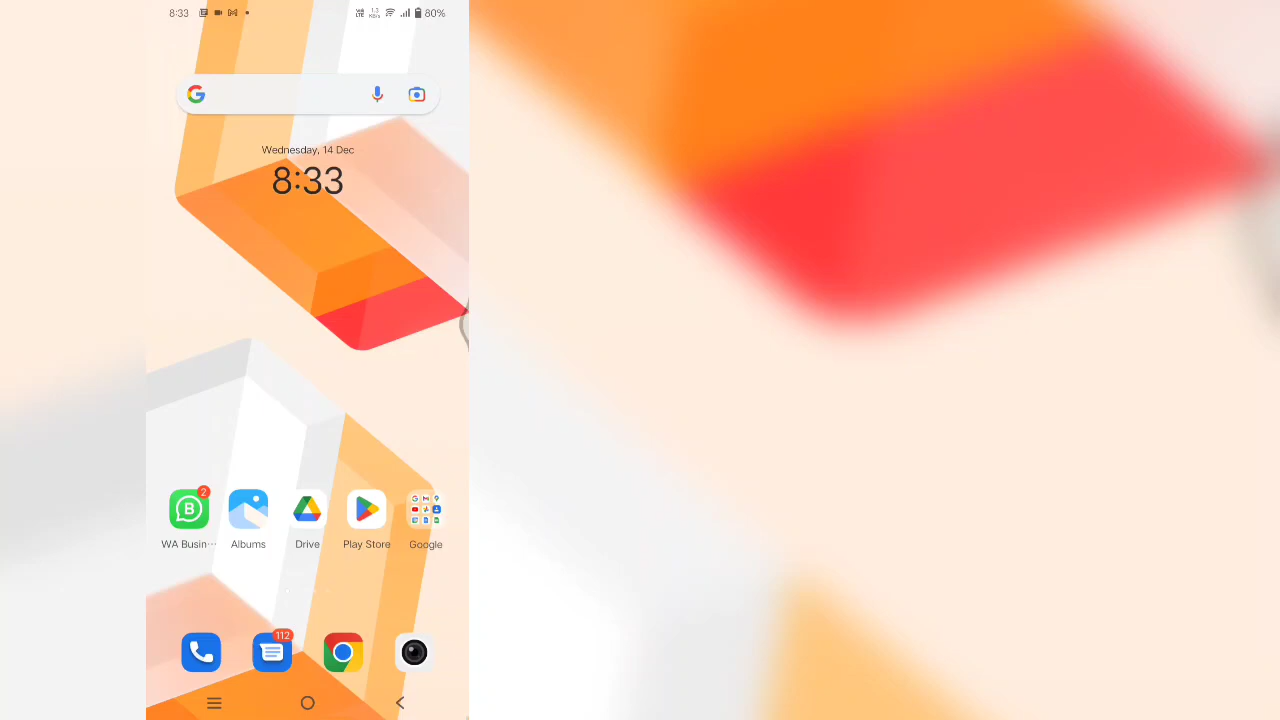 8:33
80%
Wednesday, 14 Dec
8:33
2
WA Busin···
Albums
Drive
Play Store
Google
112